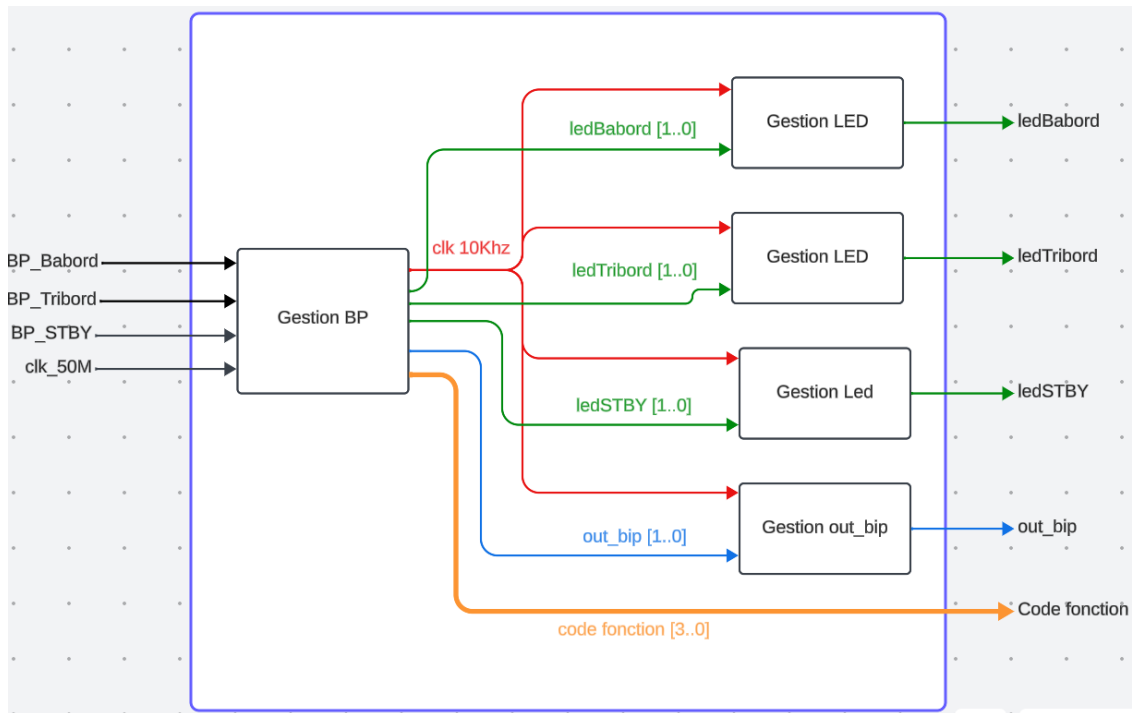 Gestion LED
ledBabord
ledBabord [1..0]
clk 10Khz
BP_Babord
BP_Tribord
BP_STBY
clk_50M
Gestion BP
Gestion LED
ledTribord
ledTribord [1..0]
Gestion Led
ledSTBY
ledSTBY [1..0]
Gestion out_bip
out_bip
out_bip [1..0]
Code fonction
code fonction [3..0]